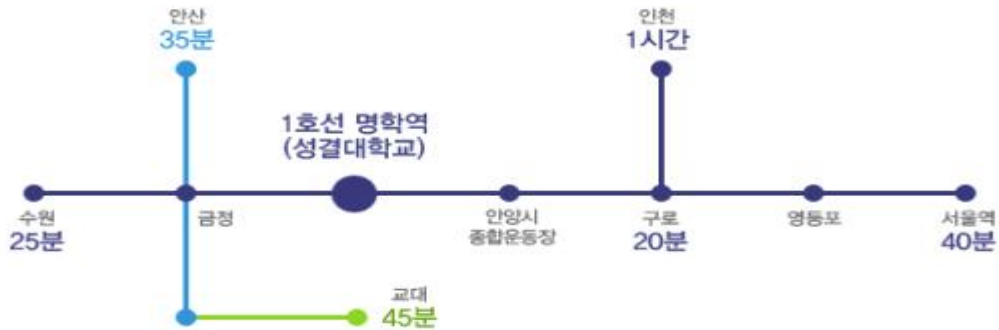 안산
35분
인천
1시간
1호선 명학역
(성결대학교)
수원
25분
금정
안양시
종합운동장
구로
20분
영등포
서울역
40분
교대
45분